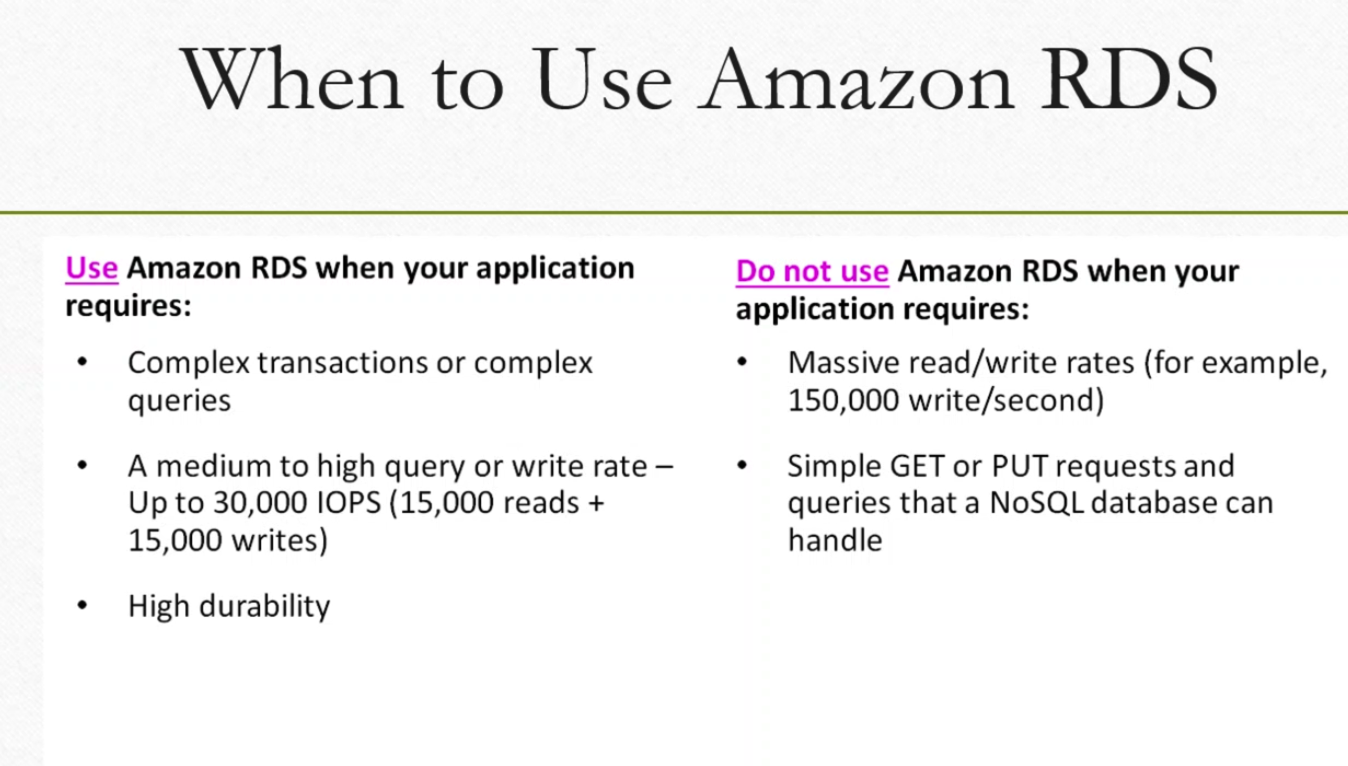 When to Use Amazon RDS
Use Amazon RDS when your application
requires:
• Complex transactions or complex
queries
• A medium to high query or write rate –
Up to 30,000 IOPS (15,000 reads +
15,000 writes)
• High durability
Do not use Amazon RDS when your
application requires:
• Massive read/write rates (for example,
150,000 write/second)
• Simple GET or PUT requests and
queries that a NoSQL database can
handle